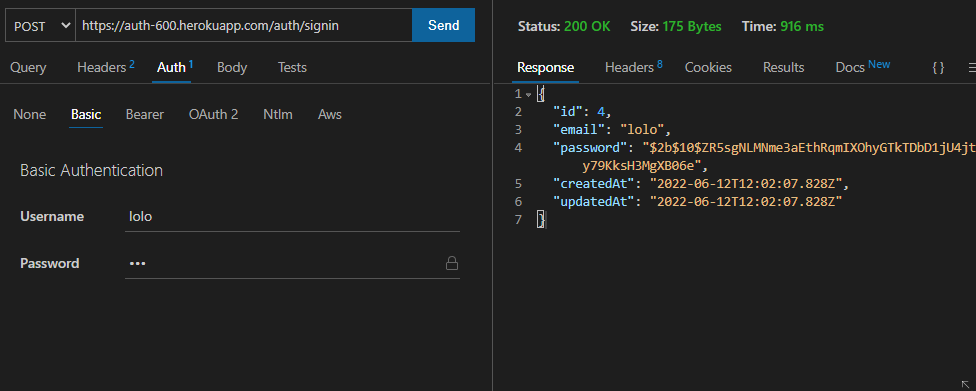 POST https://auth-600.herokuapp.com/auth/signin Send
Query Headers 2 Auth 1 Body Tests
None Basic Bearer OAuth 2 Ntlm Aws
Basic Authentication
Username lolo
Password •••
Status: 200 OK Size: 175 Bytes Time: 916 ms
Response Headers 8 Cookies Results Docs New {}
1 {
2 "id": 4,
3 "email": "lolo",
4 "password": "$2b$10$ZR5sgNLMNme3aEthRqmIXOhyGTkTDbD1jU4jt
y79KksH3MgXB06e",
5 "createdAt": "2022-06-12T12:02:07.828Z",
6 "updatedAt": "2022-06-12T12:02:07.828Z"
7 }